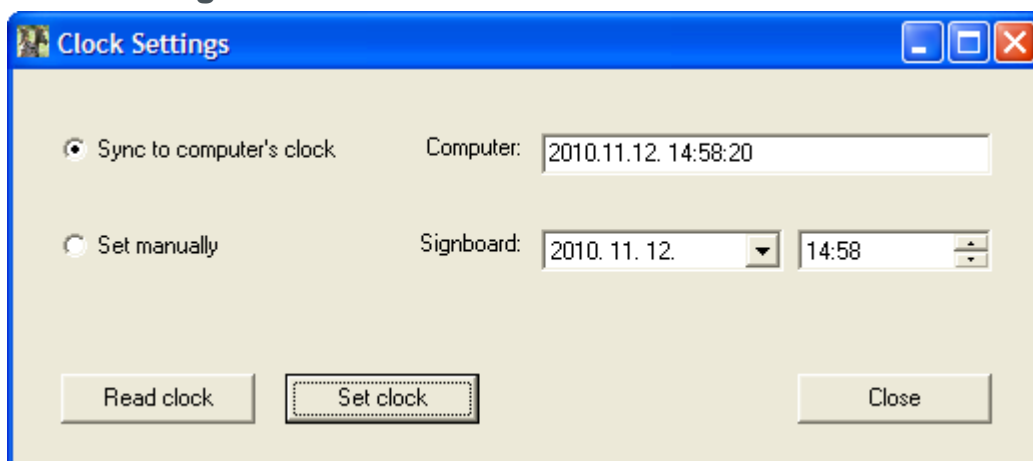 Clock Settings
Sync to computer's clock Computer: 2010.11.12. 14:58:20
Set manually Signboard: 2010. 11. 12. 14:58
Read clock Set clock Close